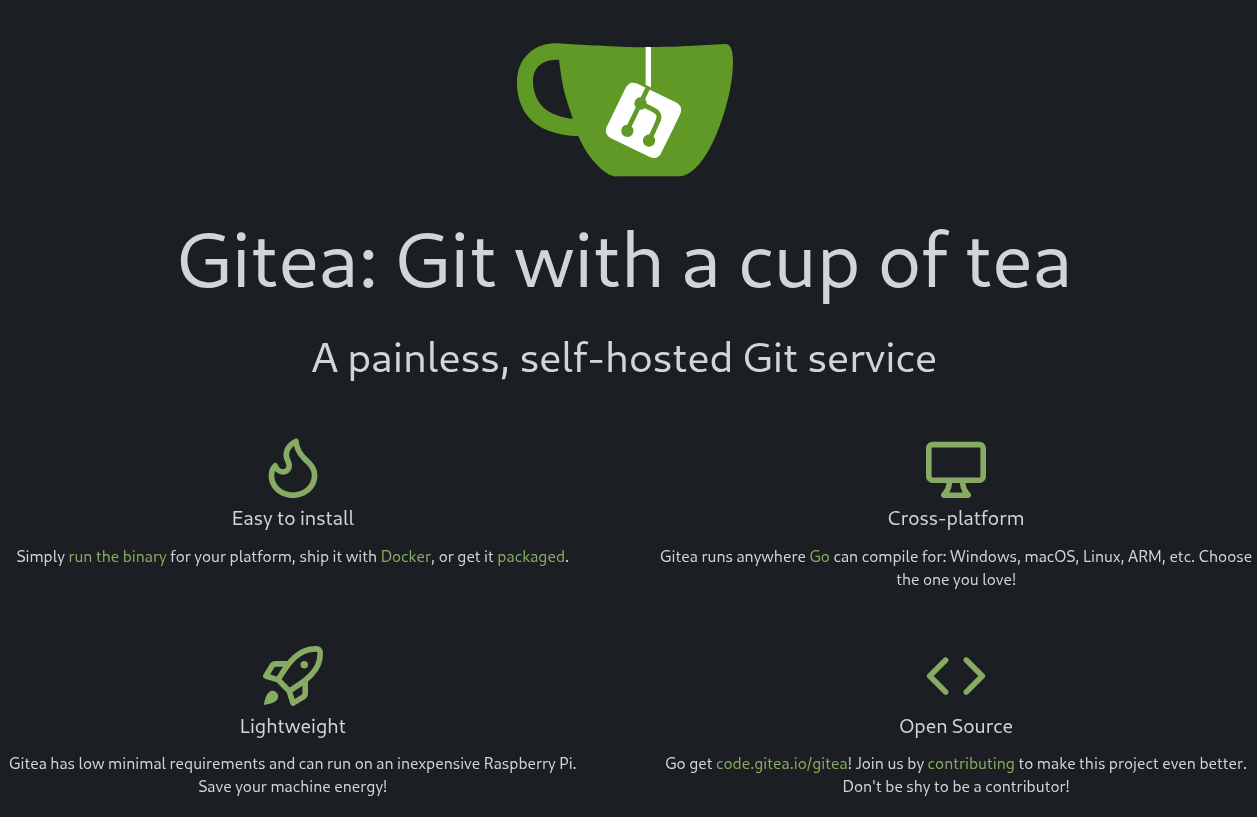 Gitea: Git with a cup of tea
A painless, self-hosted Git service
Easy to install
Simply run the binary for your platform, ship it with Docker, or get it packaged.
Cross-platform
Gitea runs anywhere Go can compile for: Windows, macOS, Linux, ARM, etc. Choose
the one you love!
Lightweight
Gitea has low minimal requirements and can run on an inexpensive Raspberry Pi.
Save your machine energy!
Open Source
Go get code.gitea.io/gitea! Join us by contributing to make this project even better.
Don't be shy to be a contributor!